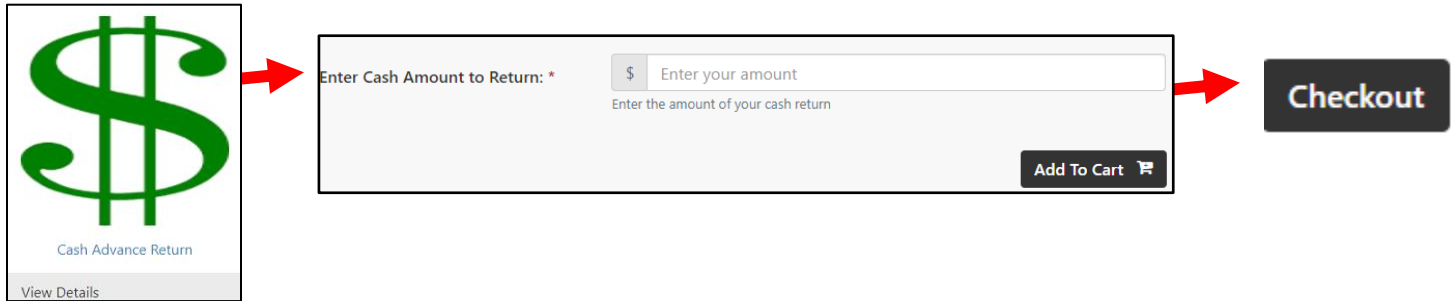 Cash Advance Return
View Details
Enter Cash Amount to Return: *
$ Enter your amount
Enter the amount of your cash return
Add To Cart
Checkout